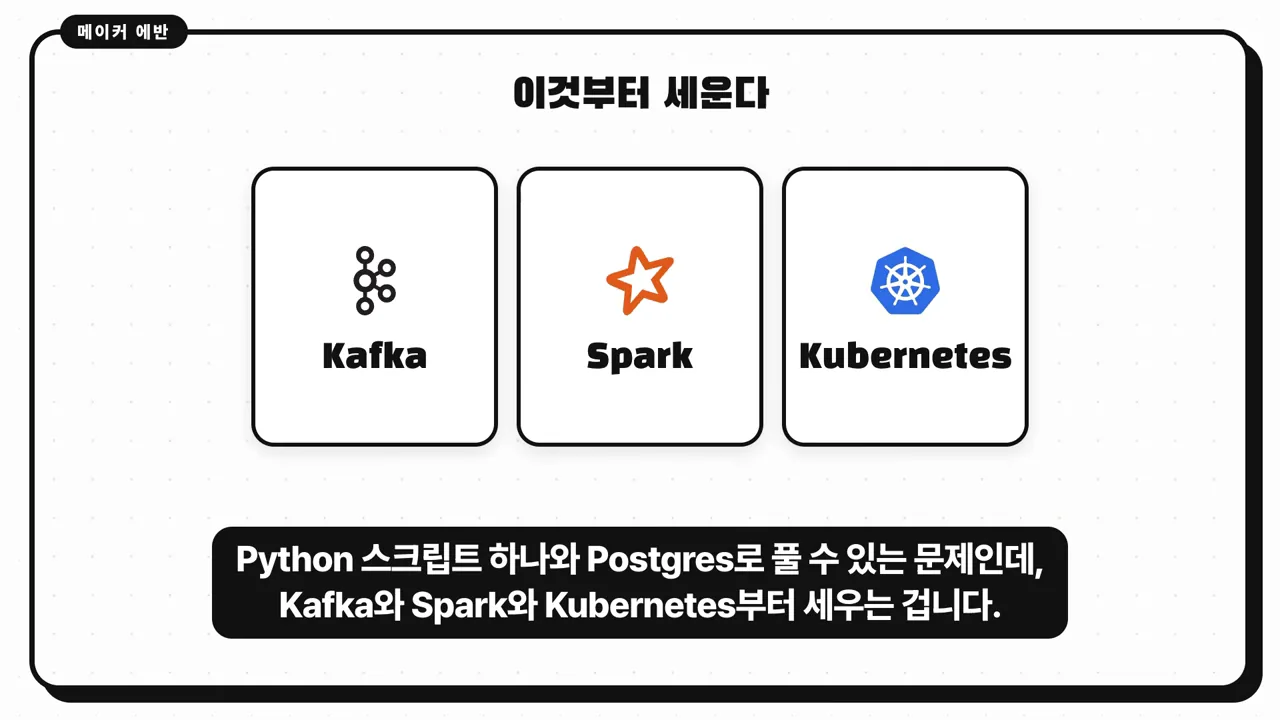 메이커 에반
이것부터 세운다
Kafka
Spark
Kubernetes
Python 스크립트 하나와 Postgres로 풀 수 있는 문제인데,
Kafka와 Spark와 Kubernetes부터 세우는 겁니다.